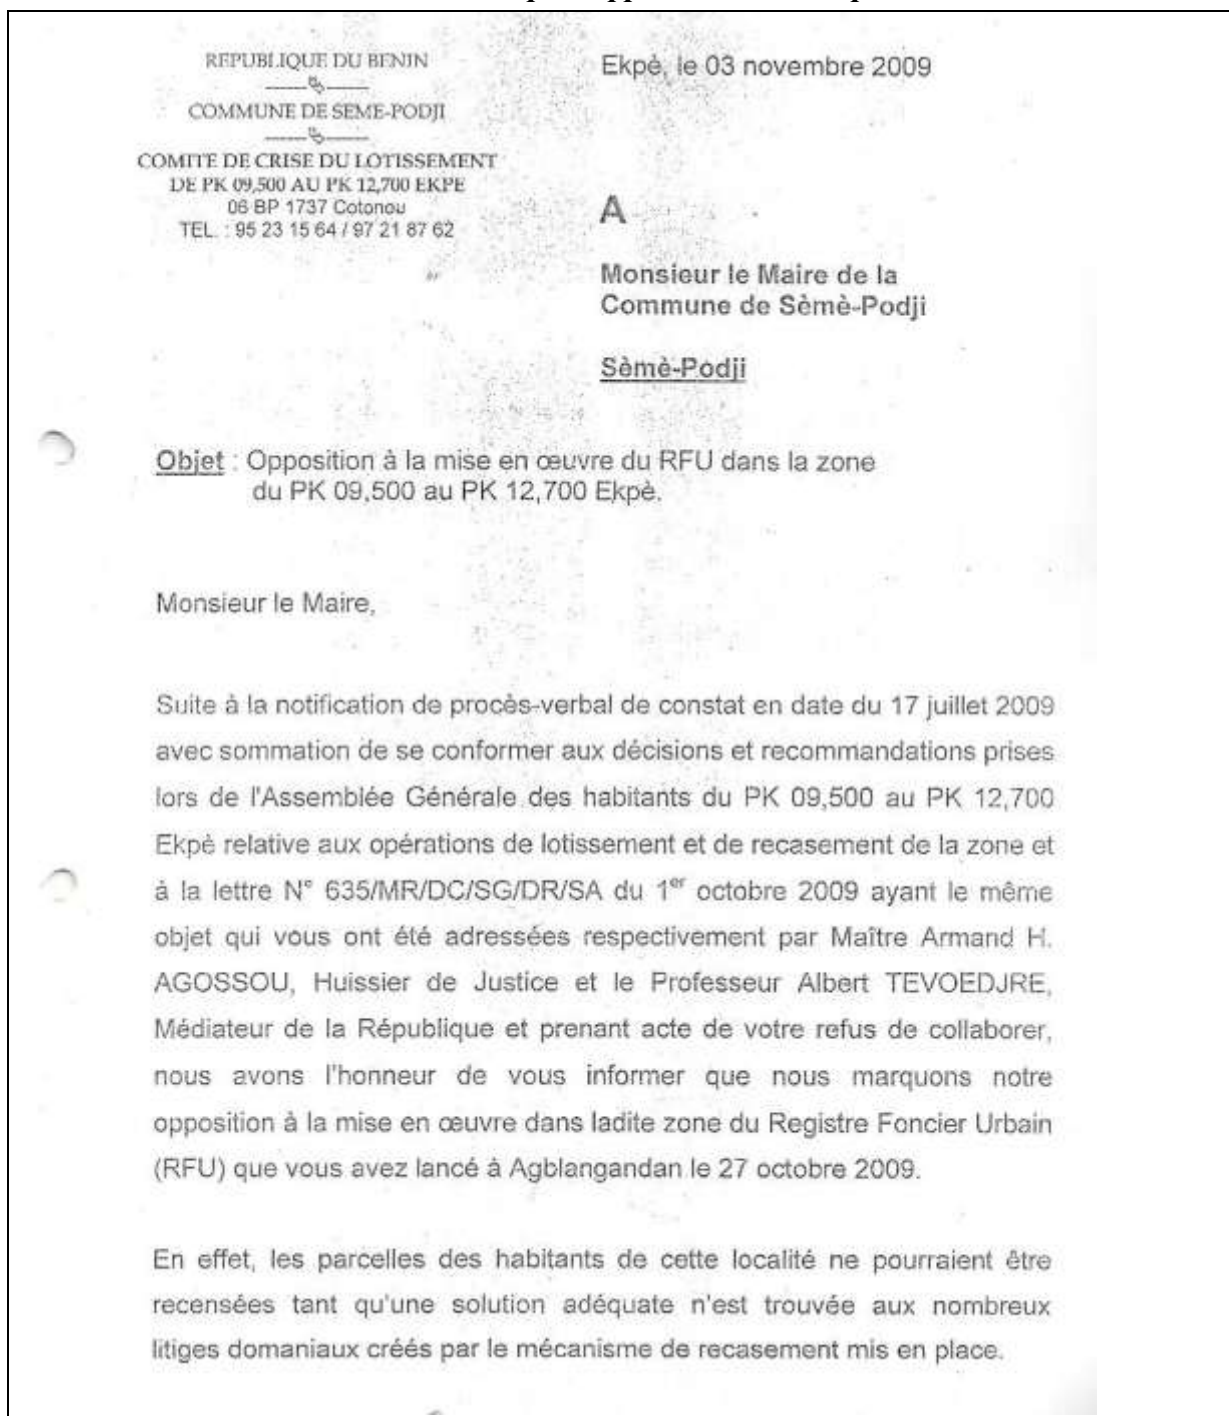 REPUBLIQUE DU BENIN
COMMUNE DE SEME-PODJI
COMITE DE CRISE DU LOTISSEMENT
DE PK 09,500 AU PK 12,700 EKPE
06 BP 1737 Cotonou
TEL. : 95 23 15 64 / 97 21 87 62
Ekpè, le 03 novembre 2009
A
Monsieur le Maire de la
Commune de Sèmè-Podji
Sèmè-Podji
Objet : Opposition à la mise en œuvre du RFU dans la zone
du PK 09,500 au PK 12,700 Ekpè.
Monsieur le Maire,
Suite à la notification de procès-verbal de constat en date du 17 juillet 2009
avec sommation de se conformer aux décisions et recommandations prises
lors de l'Assemblée Générale des habitants du PK 09,500 au PK 12,700
Ekpè relative aux opérations de lotissement et de recasement de la zone et
à la lettre N° 635/MR/DC/SG/DR/SA du 1er octobre 2009 ayant le même
objet qui vous ont été adressées respectivement par Maître Armand H.
AGOSSOU, Huissier de Justice et le Professeur Albert TEVOEDJRE,
Médiateur de la République et prenant acte de votre refus de collaborer,
nous avons l'honneur de vous informer que nous marquons notre
opposition à la mise en œuvre dans ladite zone du Registre Foncier Urbain
(RFU) que vous avez lancé à Agblangandan le 27 octobre 2009.
En effet, les parcelles des habitants de cette localité ne pourraient être
recensées tant qu'une solution adéquate n'est trouvée aux nombreux
litiges domaniaux créés par le mécanisme de recasement mis en place.